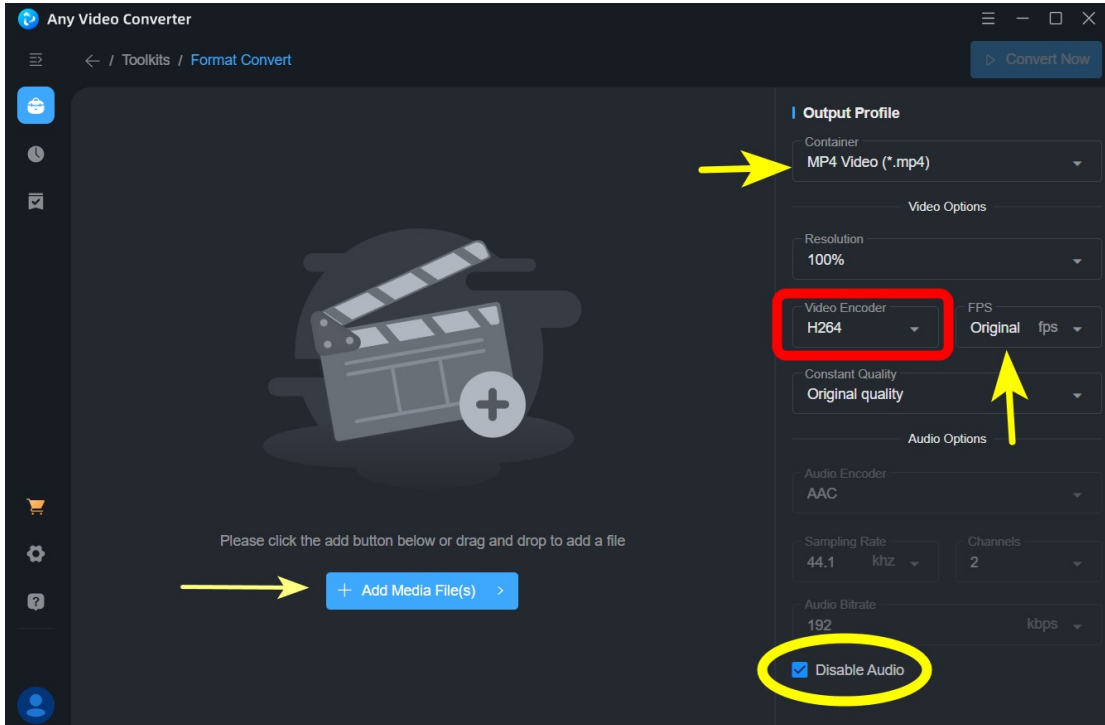 Any Video Converter
/ Toolkits / Format Convert
Convert Now
Output Profile
Container
MP4 Video (*.mp4)
Video Options
Resolution
100%
Video Encoder
H264
FPS
Original fps
Constant Quality
Original quality
Audio Options
Audio Encoder
AAC
Sampling Rate
44.1 khz
Channels
2
Audio Bitrate
192 kbps
Disable Audio
Please click the add button below or drag and drop to add a file
+ Add Media File(s) >
?